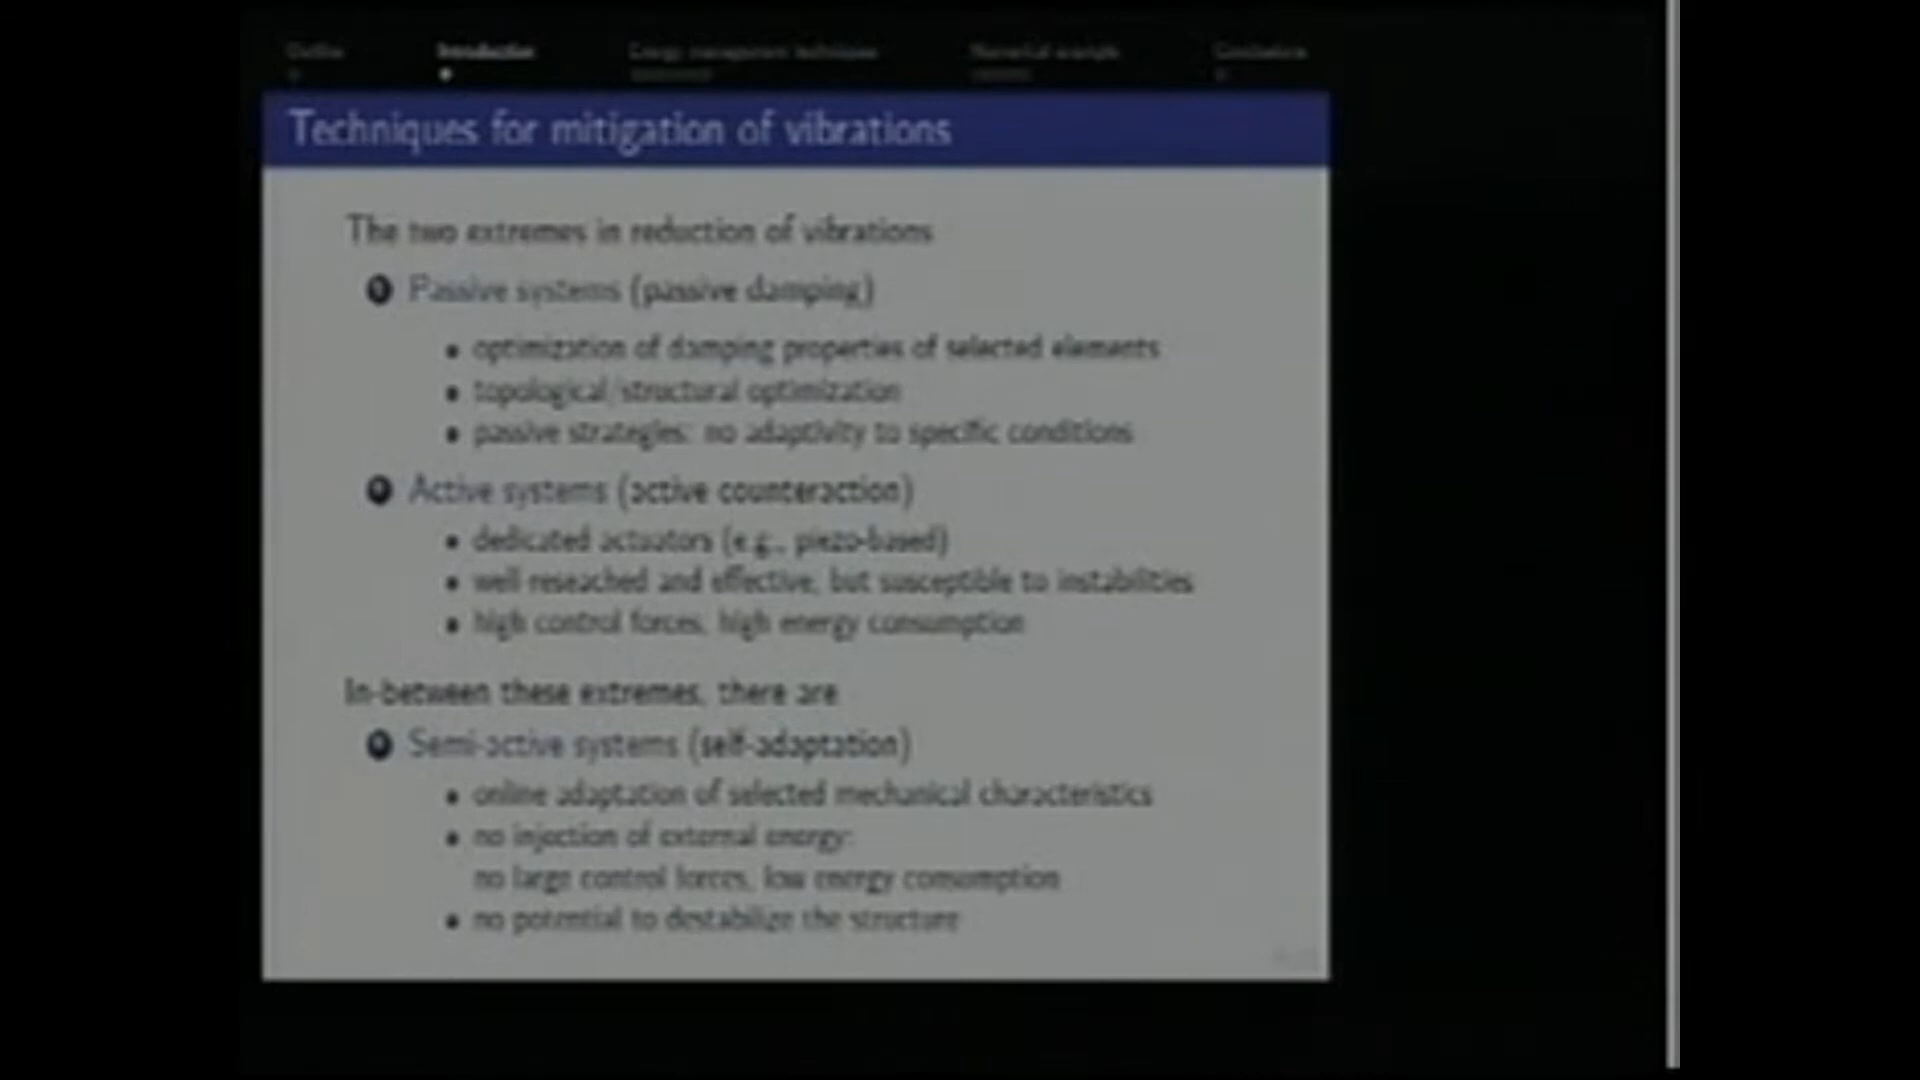 Outline Introduction Energy management techniques Numerical example Conclusions
Techniques for mitigation of vibrations
The two extremes in reduction of vibrations
Passive systems (passive damping)
• optimization of damping properties of selected elements
• topological/structural optimization
• passive strategies: no adaptivity to specific conditions
Active systems (active counteraction)
• dedicated actuators (e.g., piezo-based)
• well reseached and effective, but susceptible to instabilities
• high control forces, high energy consumption
In-between these extremes, there are
Semi-active systems (self-adaptation)
• online adaptation of selected mechanical characteristics
• no injection of external energy:
no large control forces, low energy consumption
• no potential to destabilize the structure